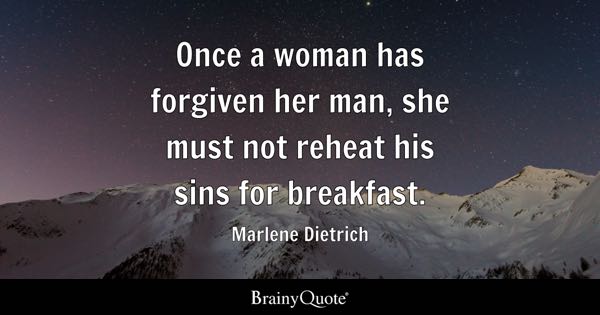 Once a woman has
forgiven her man, she
must not reheat his
sins for breakfast.
Marlene Dietrich
BrainyQuote®